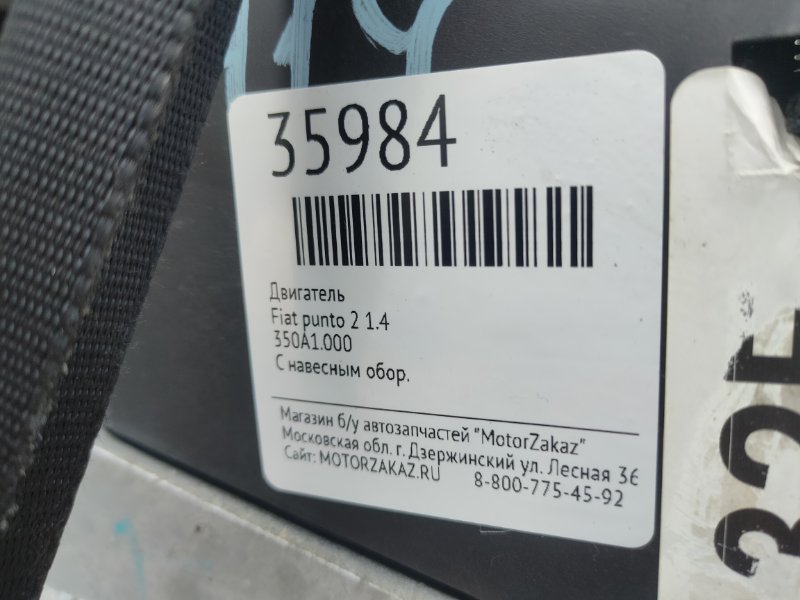 119
35984
Двигатель
Fiat punto 2 1.4
350A1.000
С навесным обор.
Магазин б/у автозапчастей "MotorZakaz"
Московская обл. г. Дзержинский ул. Лесная 36
Сайт: MOTORZAKAZ.RU 8-800-775-45-92